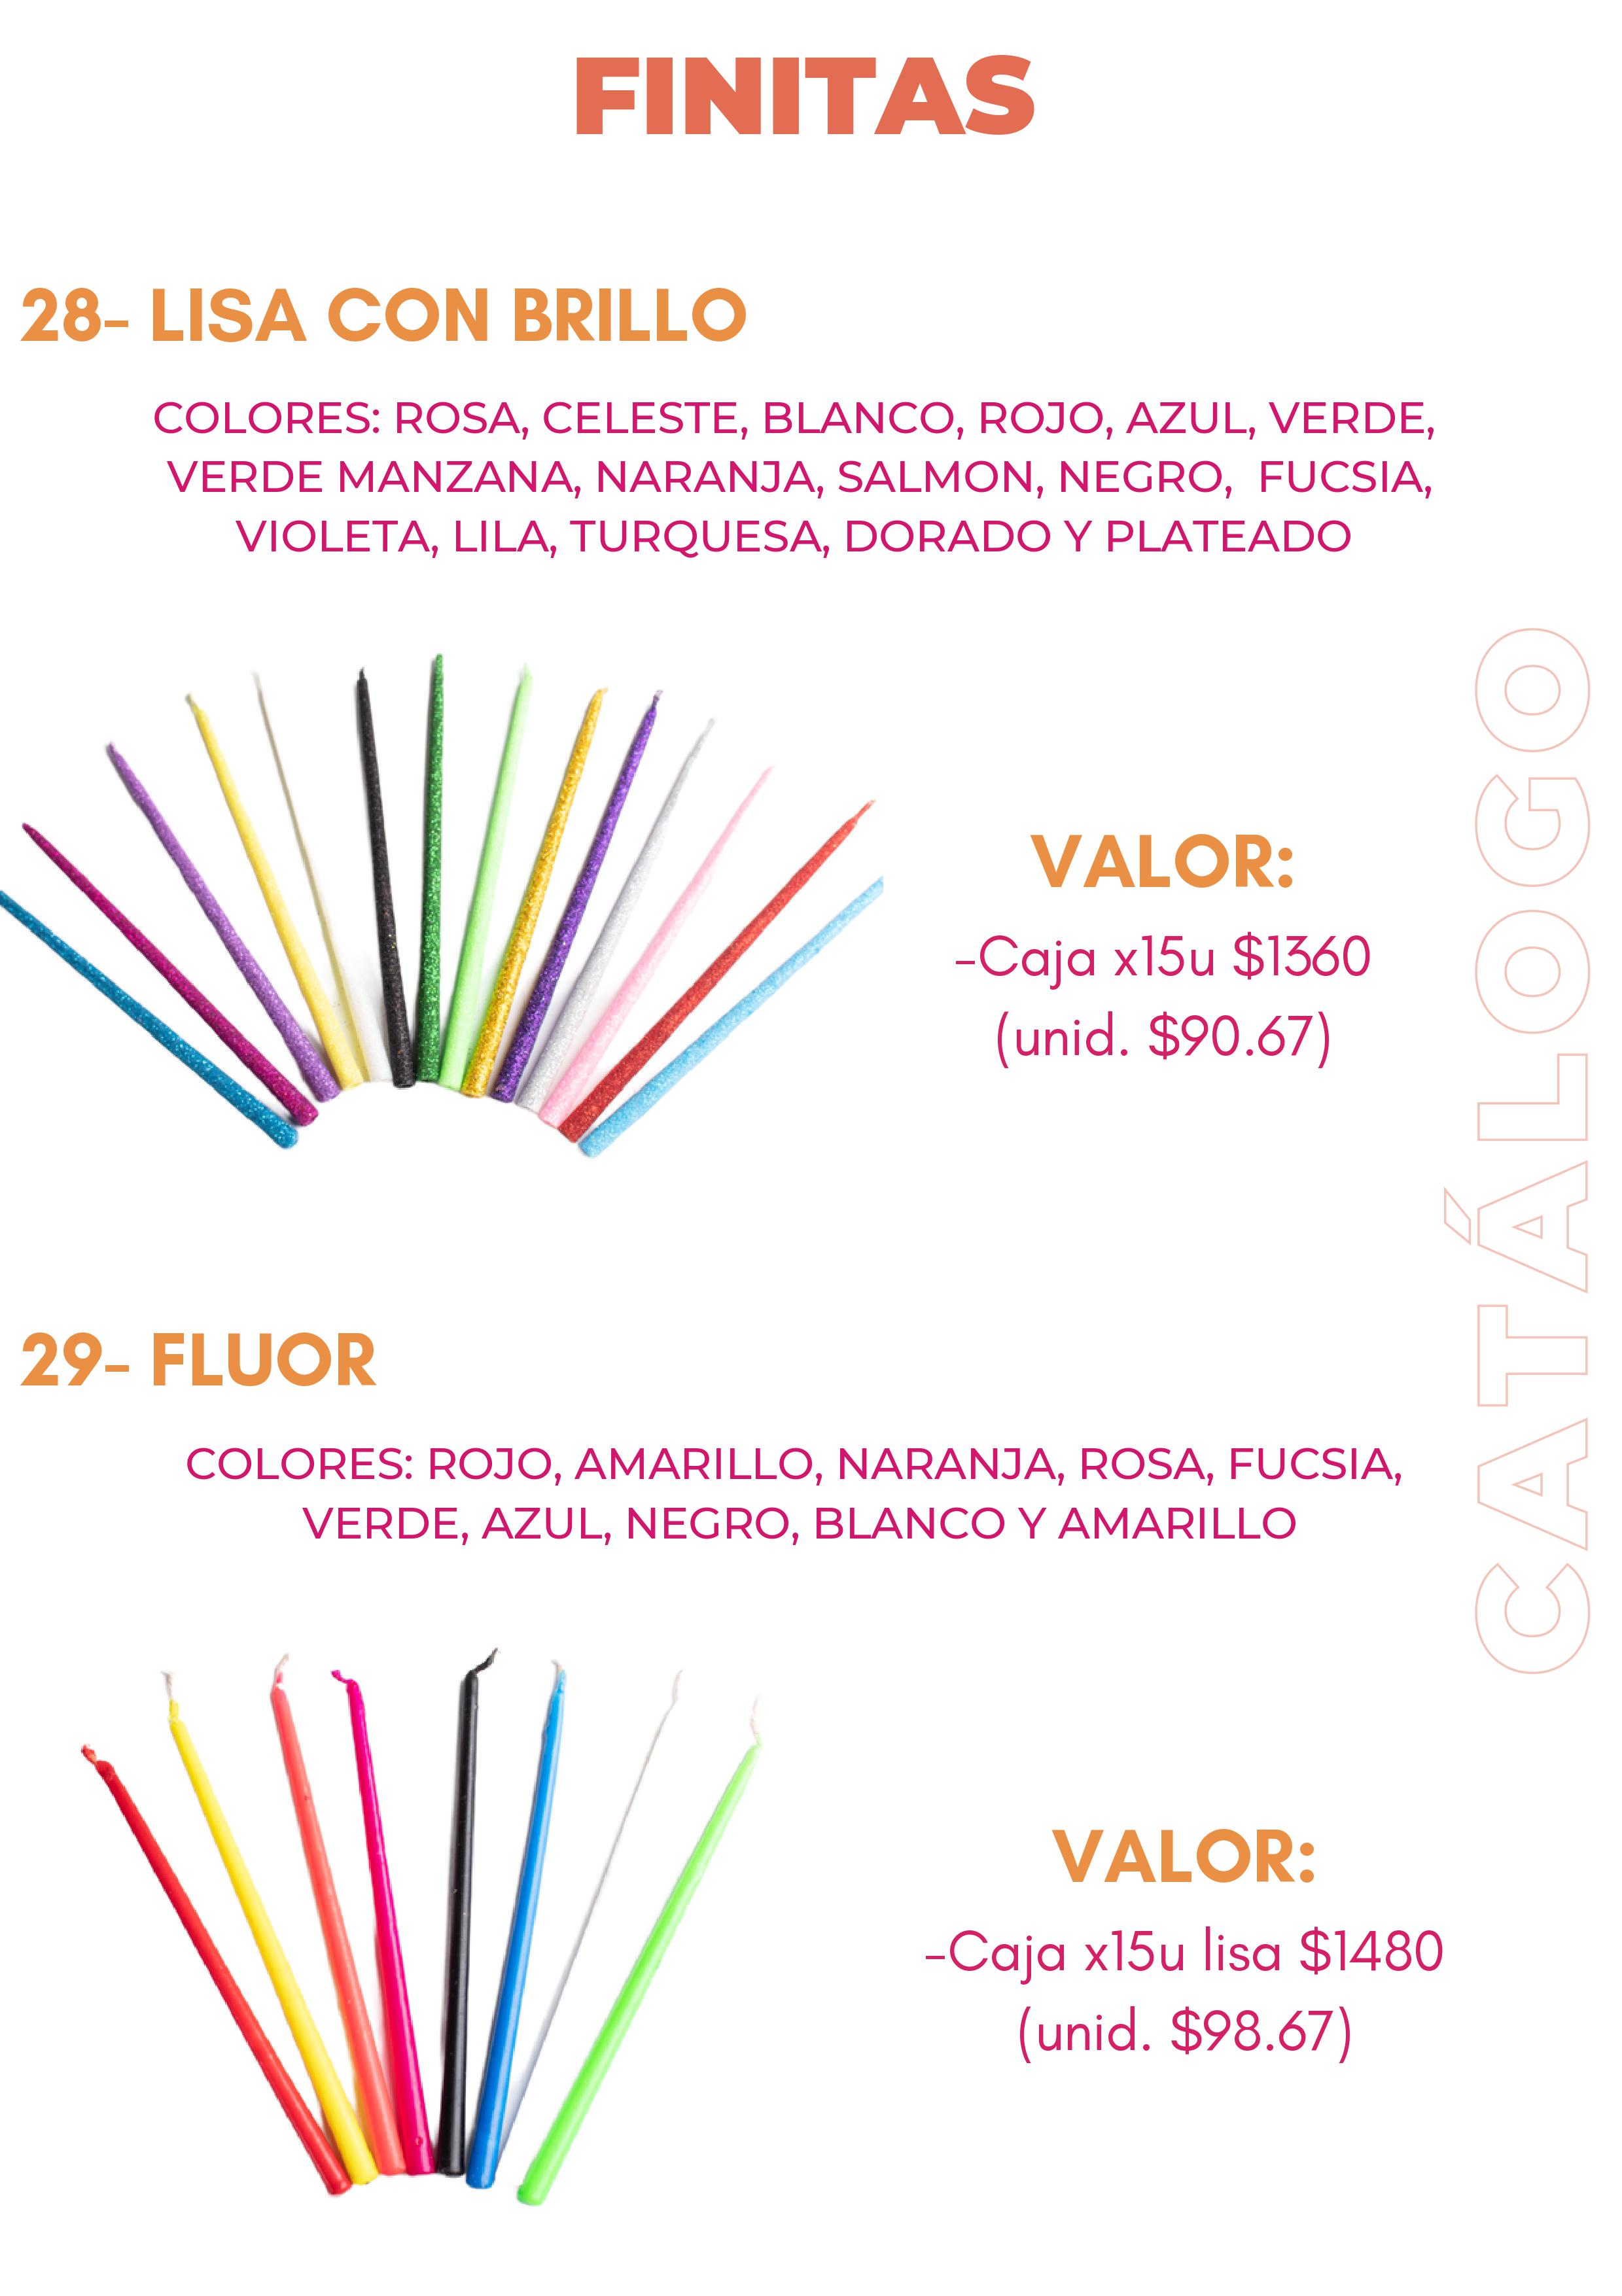 FINITAS
28- LISA CON BRILLO
COLORES: ROSA, CELESTE, BLANCO, ROJO, AZUL, VERDE,
VERDE MANZANA, NARANJA, SALMON, NEGRO, FUCSIA,
VIOLETA, LILA, TURQUESA, DORADO Y PLATEADO
VALOR:
-Caja x15u $1360
(unid. $90.67)
CATÁLOGO
29- FLUOR
COLORES: ROJO, AMARILLO, NARANJA, ROSA, FUCSIA,
VERDE, AZUL, NEGRO, BLANCO Y AMARILLO
VALOR:
-Caja x15u lisa $1480
(unid. $98.67)